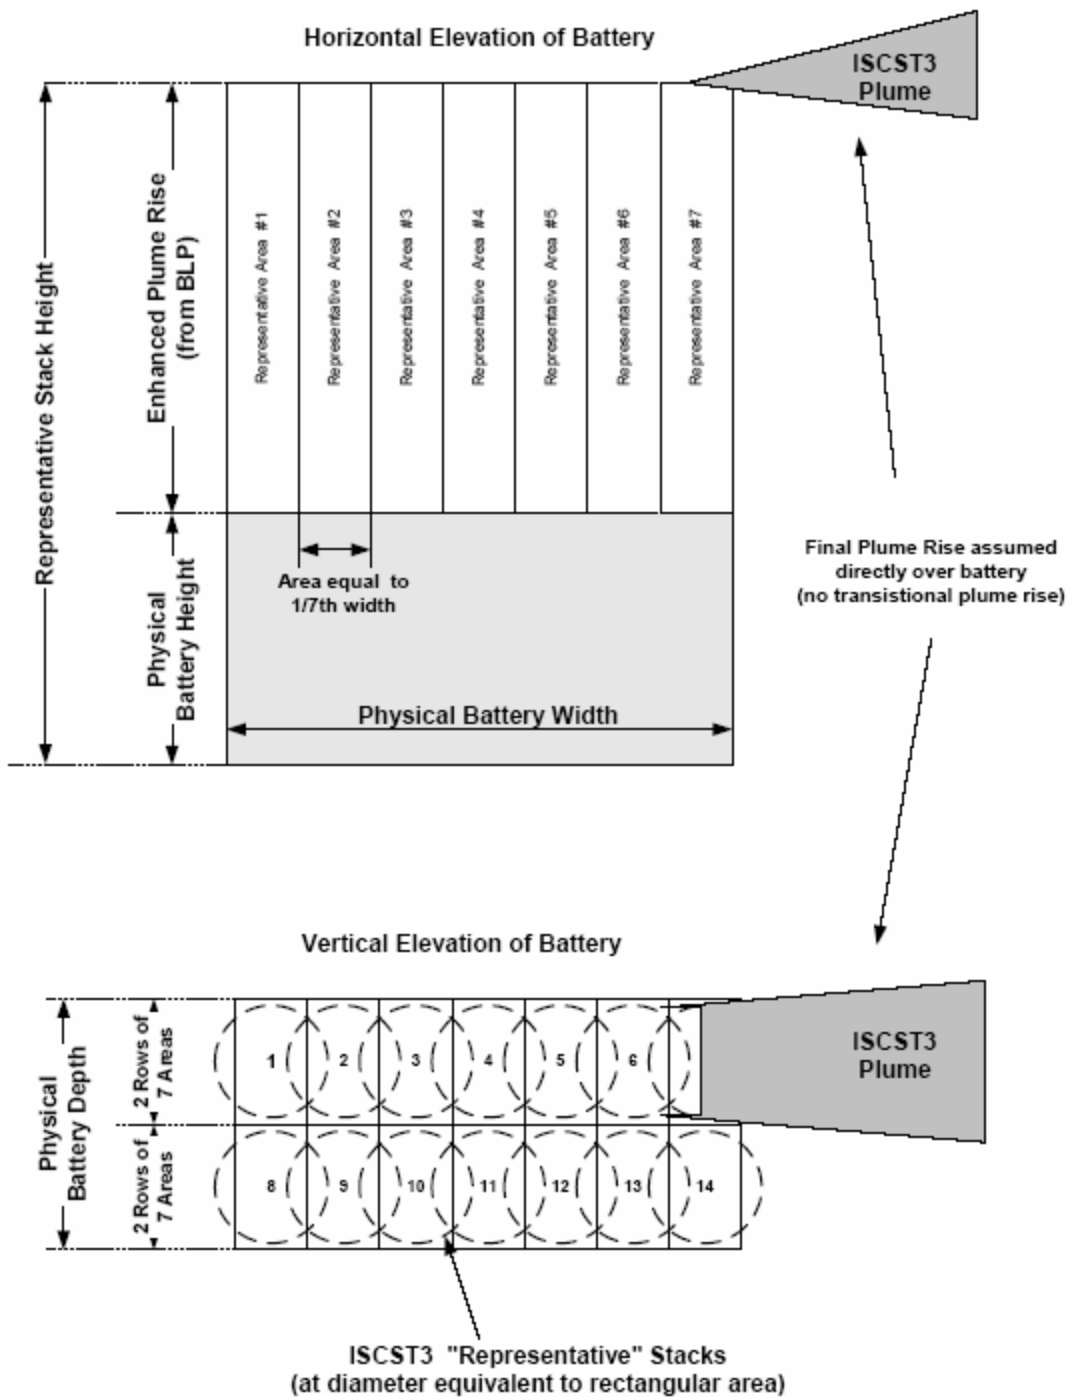 Horizontal Elevation of Battery
ISCST3
Plume
Representative Stack Height
Enhanced Plume Rise
(from BLP)
Representative Area #1
Representative Area #2
Representative Area #3
Representative Area #4
Representative Area #5
Representative Area #6
Representative Area #7
Physical
Battery Height
Area equal to
1/7th width
Physical Battery Width
Final Plume Rise assumed
directly over battery
(no transistional plume rise)
Vertical Elevation of Battery
Physical
Battery Depth
2 Rows of
7 Areas
2 Rows of
7 Areas
1 2 3 4 5 6
ISCST3
Plume
8 9 10 11 12 13 14
ISCST3 "Representative" Stacks
(at diameter equivalent to rectangular area)